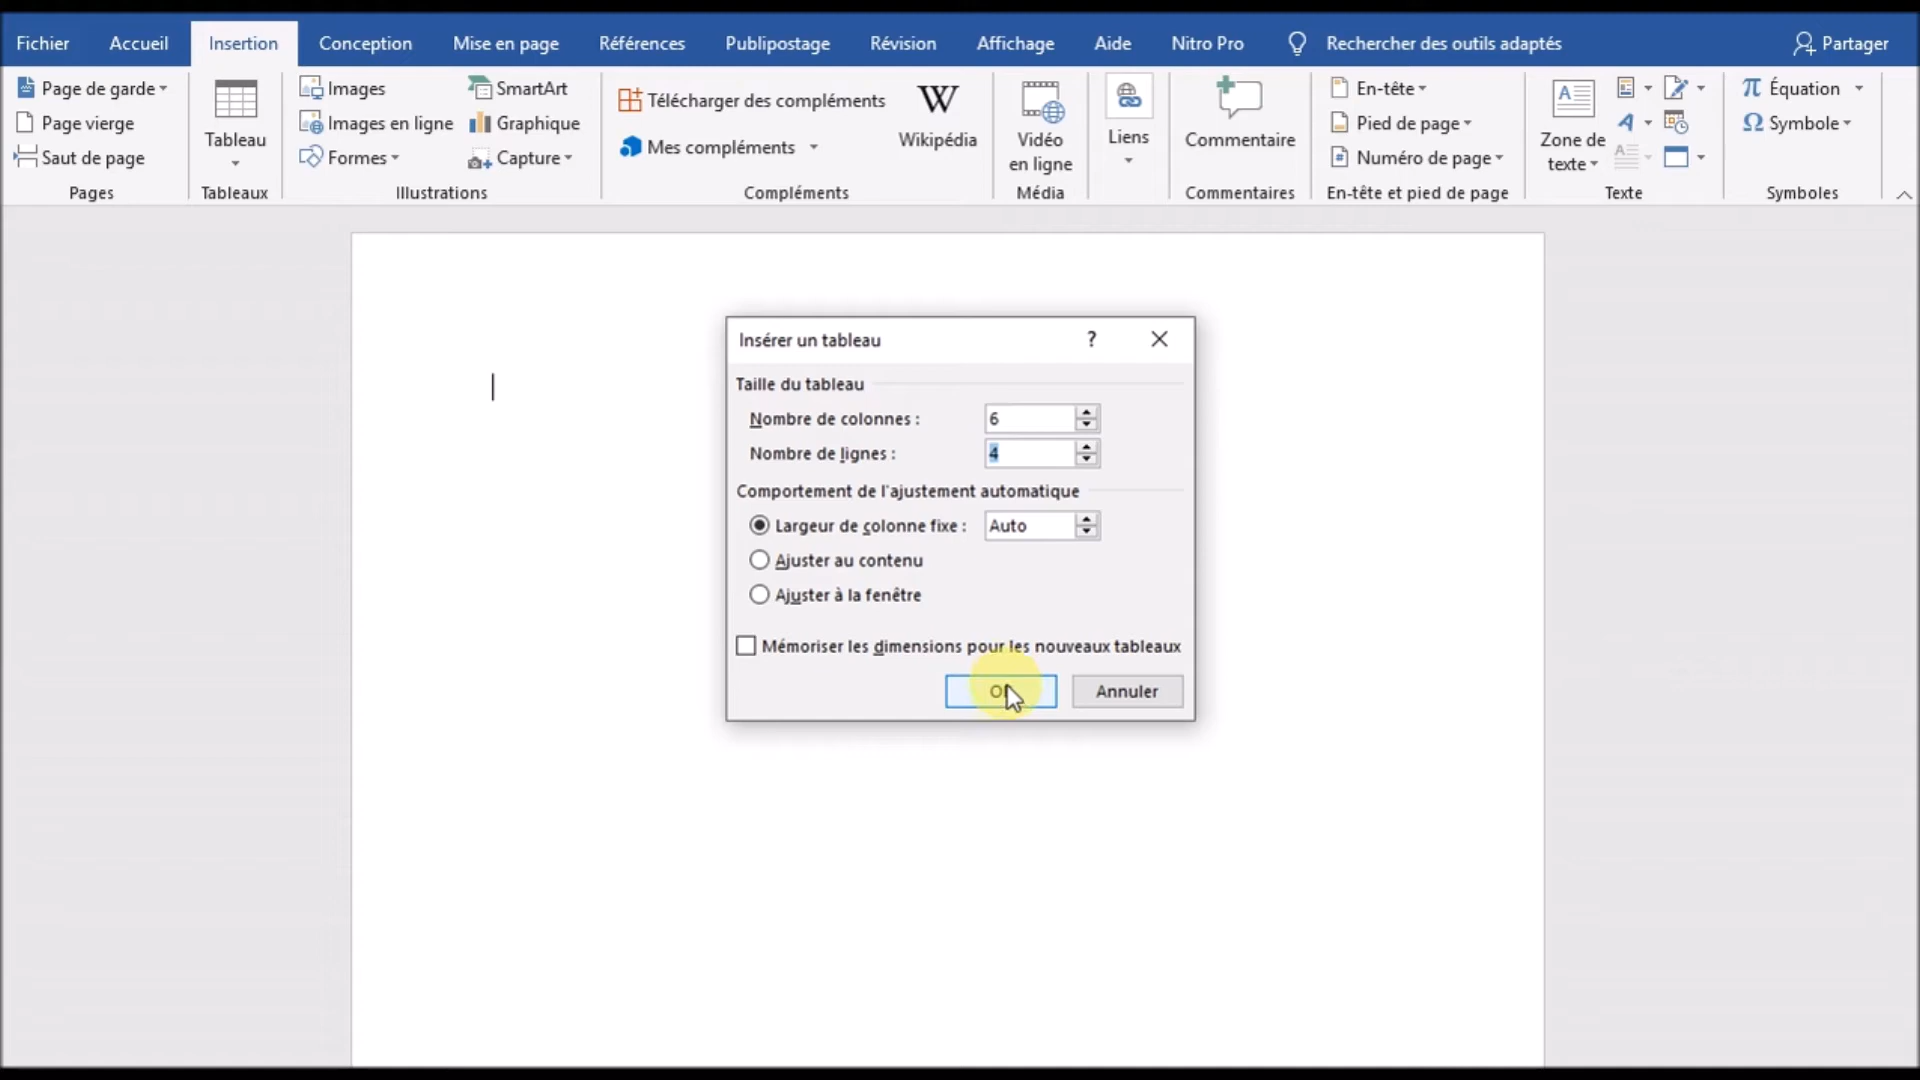 Fichier Accueil Insertion Conception Mise en page Références Publipostage Révision Affichage Aide Nitro Pro Rechercher des outils adaptés Partager
Page de garde
Page vierge
Saut de page
Pages
Tableau
Tableaux
Images
Images en ligne
Formes
SmartArt
Graphique
Capture
Illustrations
Télécharger des compléments
Mes compléments
W
Wikipédia
Compléments
Vidéo
en ligne
Média
Liens
Commentaire
Commentaires
En-tête
Pied de page
Numéro de page
En-tête et pied de page
Zone de
texte
Texte
Équation
Symbole
Symboles
Insérer un tableau
Taille du tableau
Nombre de colonnes : 6
Nombre de lignes : 4
Comportement de l'ajustement automatique
Largeur de colonne fixe : Auto
Ajuster au contenu
Ajuster à la fenêtre
Mémoriser les dimensions pour les nouveaux tableaux
Annuler